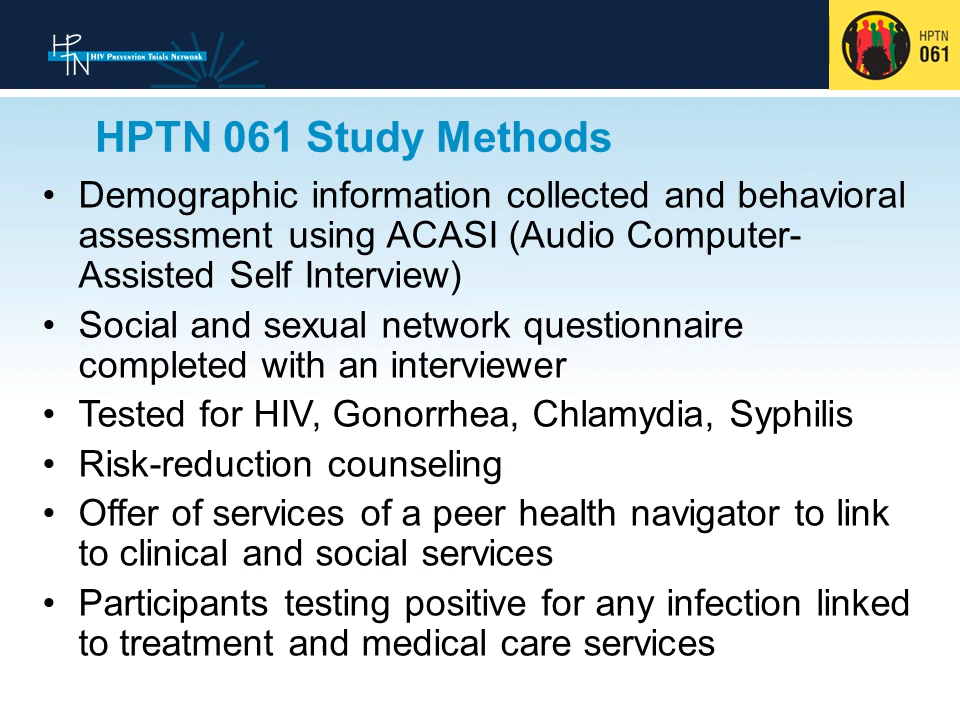 HPTN
HIV PREVENTION TRIALS NETWORK
HPTN
061
HPTN 061 Study Methods
• Demographic information collected and behavioral
assessment using ACASI (Audio Computer-
Assisted Self Interview)
• Social and sexual network questionnaire
completed with an interviewer
• Tested for HIV, Gonorrhea, Chlamydia, Syphilis
• Risk-reduction counseling
• Offer of services of a peer health navigator to link
to clinical and social services
• Participants testing positive for any infection linked
to treatment and medical care services